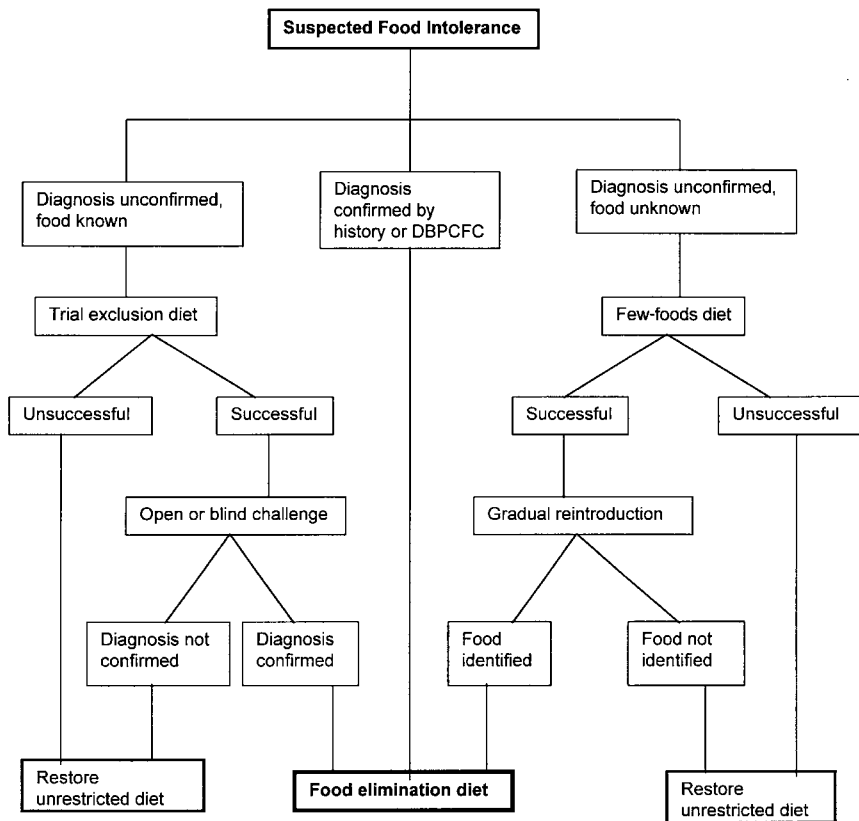 Suspected Food Intolerance
Diagnosis unconfirmed,
food known
Diagnosis
confirmed by
history or DBPCFC
Diagnosis unconfirmed,
food unknown
Trial exclusion diet
Few-foods diet
Unsuccessful
Successful
Successful
Unsuccessful
Open or blind challenge
Gradual reintroduction
Diagnosis not
confirmed
Diagnosis
confirmed
Food
identified
Food not
identified
Restore
unrestricted diet
Food elimination diet
Restore
unrestricted diet